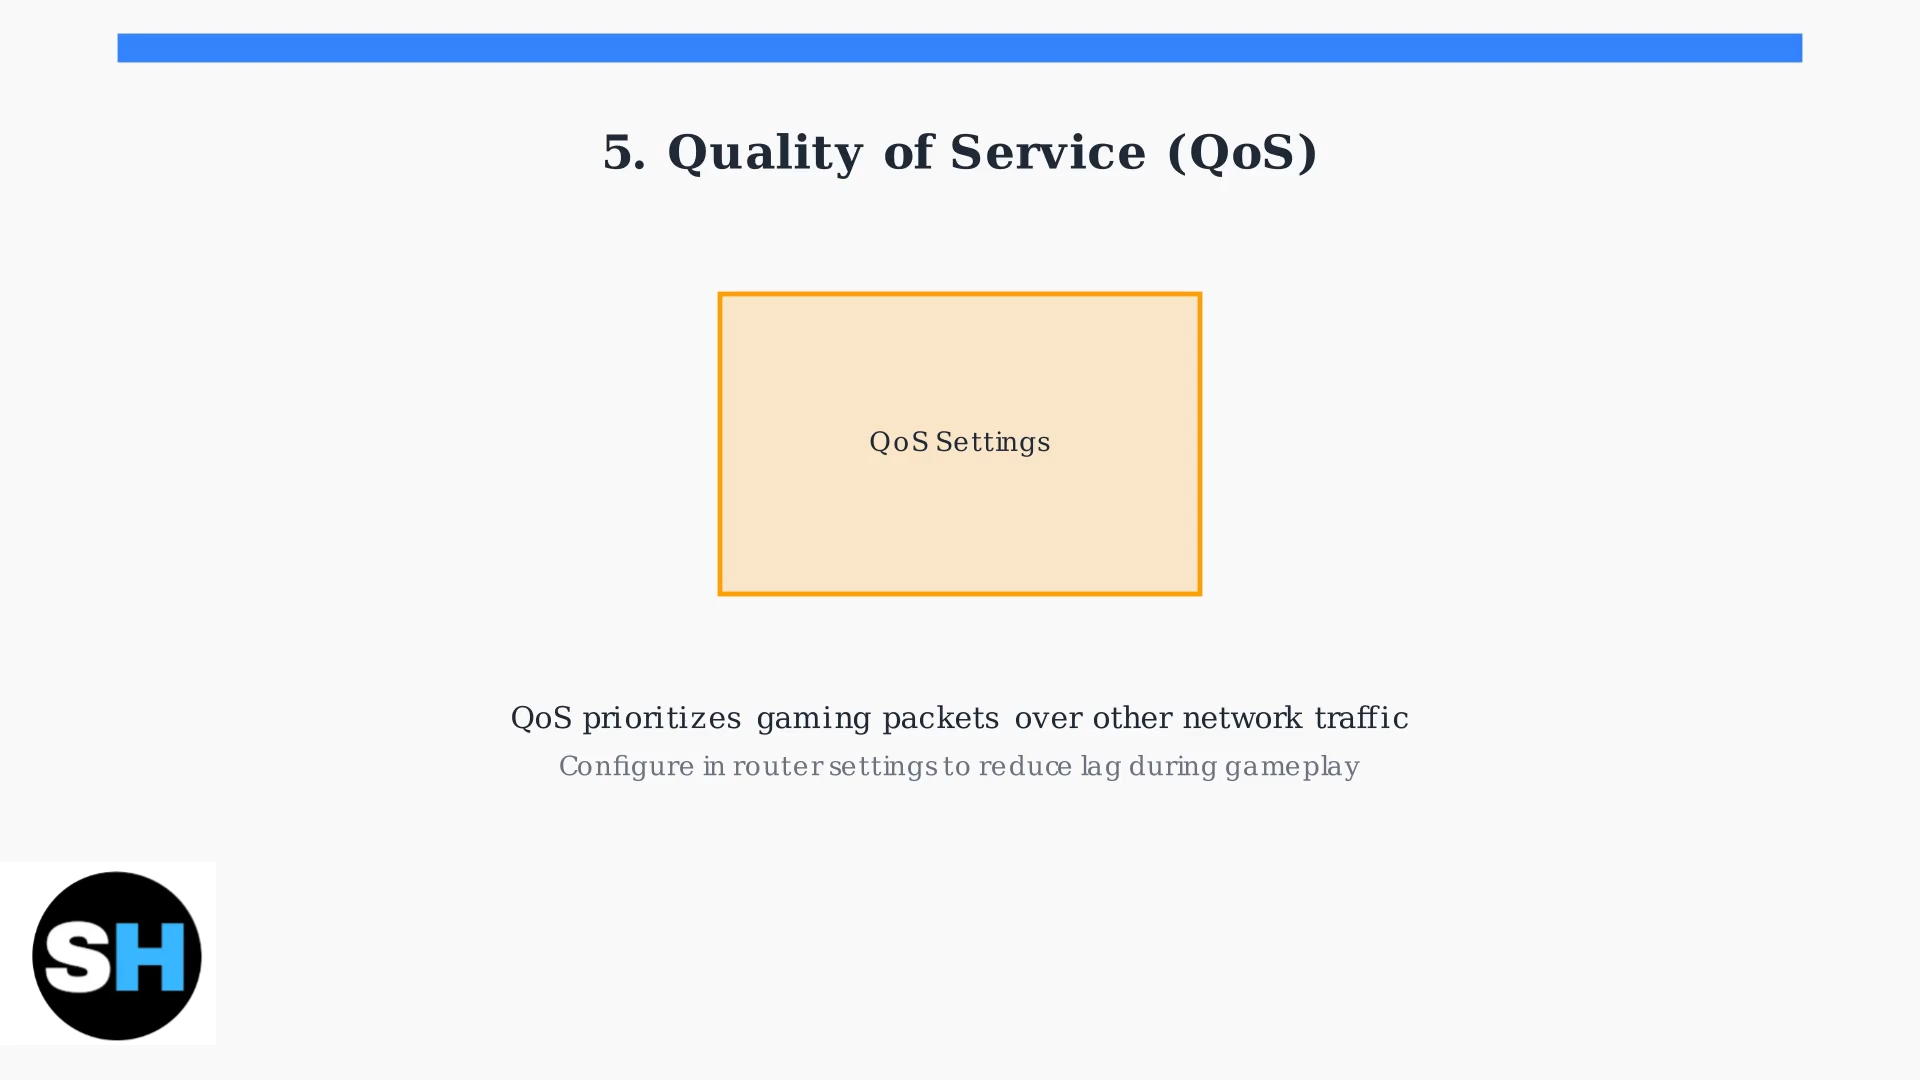 5. Quality of Service (QoS)
QoS Settings
QoS prioritizes gaming packets over other network traffic
Configure in router settings to reduce lag during gameplay
SH